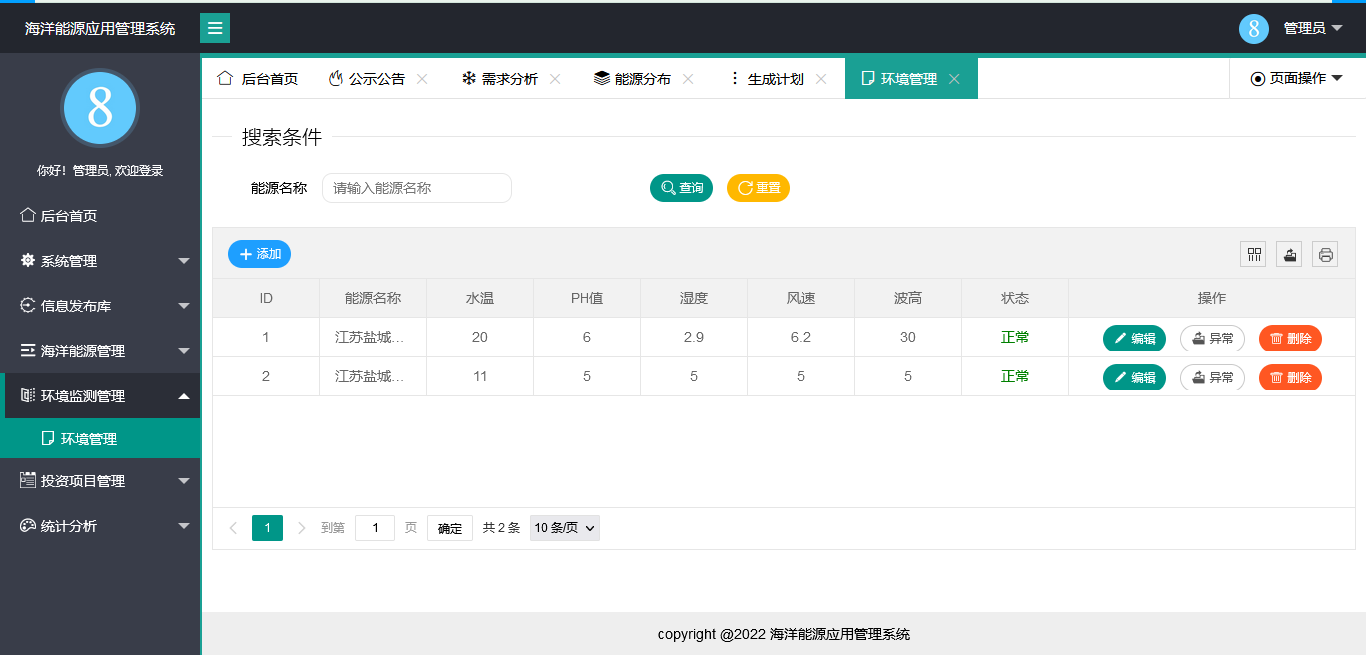 海洋能源应用管理系统
8 管理员
8
你好！管理员, 欢迎登录
后台首页
系统管理
信息发布库
海洋能源管理
环境监测管理
环境管理
投资项目管理
统计分析
后台首页 公示公告 需求分析 能源分布 生成计划 环境管理 页面操作
搜索条件
能源名称 请输入能源名称 查询 重置
添加
ID 能源名称 水温 PH值 湿度 风速 波高 状态 操作
1 江苏盐城... 20 6 2.9 6.2 30 正常 编辑 异常 删除
2 江苏盐城... 11 5 5 5 5 正常 编辑 异常 删除
1 到第 1 页 确定 共 2 条 10 条/页
copyright @2022 海洋能源应用管理系统